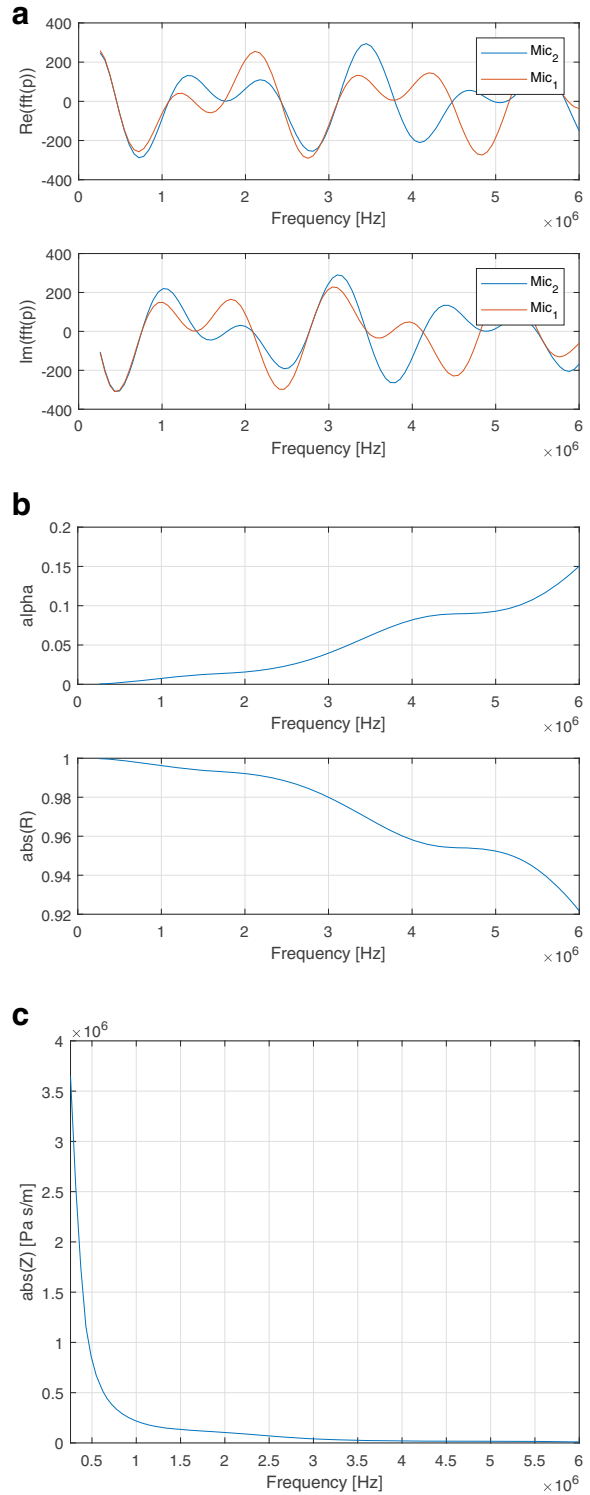 a
400
200
0
-200
-400
Re(fft(p))
Mic2
Mic1
0 1 2 3 4 5 6
Frequency [Hz]
× 10^6
400
200
0
-200
-400
Im(fft(p))
Mic2
Mic1
0 1 2 3 4 5 6
Frequency [Hz]
× 10^6
b
0.2
0.15
0.1
0.05
0
alpha
0 1 2 3 4 5 6
Frequency [Hz]
× 10^6
1
0.98
0.96
0.94
0.92
abs(R)
0 1 2 3 4 5 6
Frequency [Hz]
× 10^6
c
× 10^6
4
3.5
3
2.5
2
1.5
1
0.5
0
abs(Z) [Pa s/m]
0.5 1 1.5 2 2.5 3 3.5 4 4.5 5 5.5 6
Frequency [Hz]
× 10^6